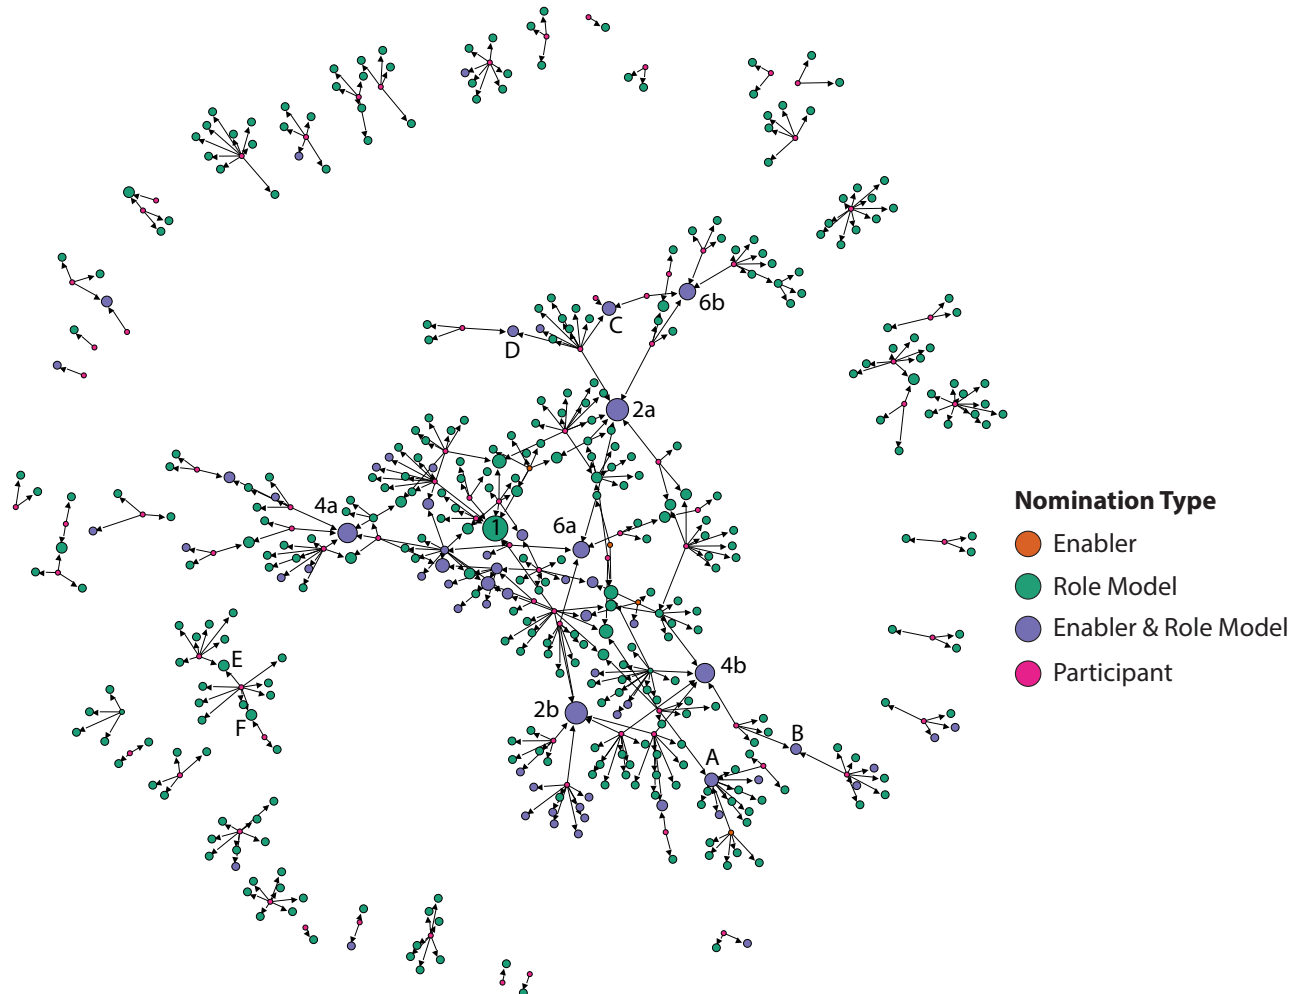 6b
C
D
2a
4a
1
6a
Nomination Type
Enabler
Role Model
Enabler & Role Model
Participant
E
4b
2b
F
B
A